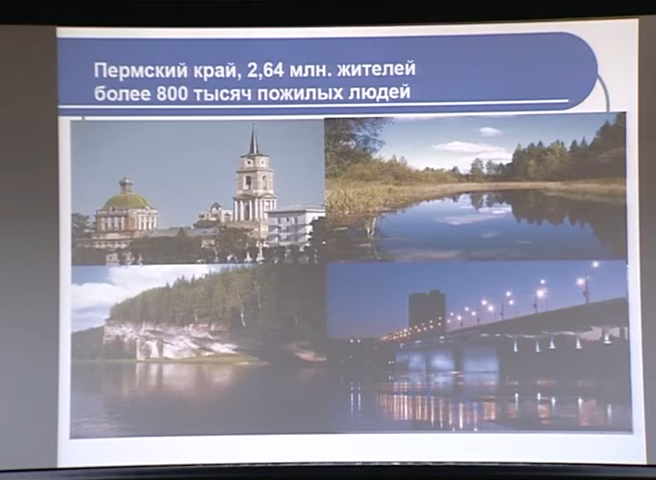 Пермский край, 2,64 млн. жителей
более 800 тысяч пожилых людей